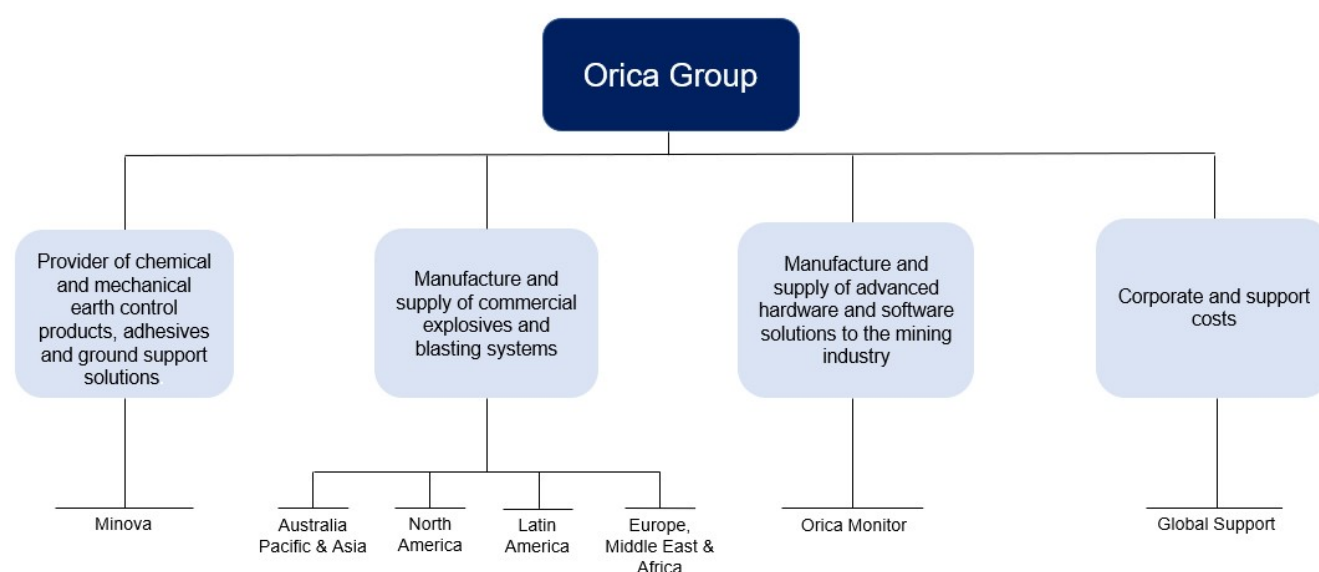 Orica Group
Provider of chemical
and mechanical
earth control
products, adhesives
and ground support
solutions
Manufacture and
supply of commercial
explosives and
blasting systems
Manufacture and
supply of advanced
hardware and software
solutions to the mining
industry
Corporate and support
costs
Minova
Australia
Pacific & Asia
North
America
Latin
America
Europe,
Middle East &
Africa
Orica Monitor
Global Support